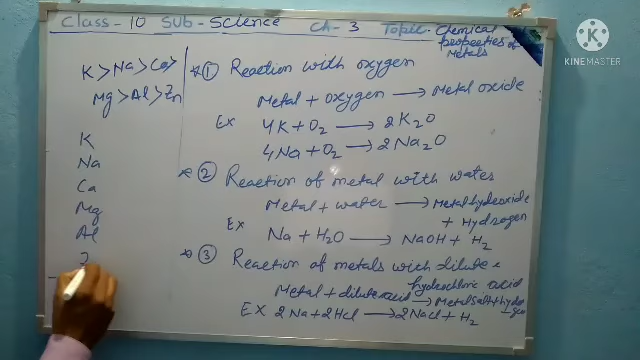 Class-10 Sub-Science Ch-3 Topic- Chemical
properties of
Metals
KINEMASTER
K>Na>Ca>
Mg>Al>Zn
K
Na
Ca
Mg
Al
① Reaction with oxygen
Metal + oxygen → Metal oxide
Ex 4K+O₂ → 2K₂O
4Na+O₂ → 2Na₂O
② Reaction of metal with water
Metal + water → Metal hydroxide
+ Hydrogen
Ex Na + H₂O → NaOH + H₂
③ Reaction of metals with dilute
hydrochloric acid
Metal + dilute acid → Metal salt + hydro
gen
EX 2Na+2HCl → 2NaCl + H₂